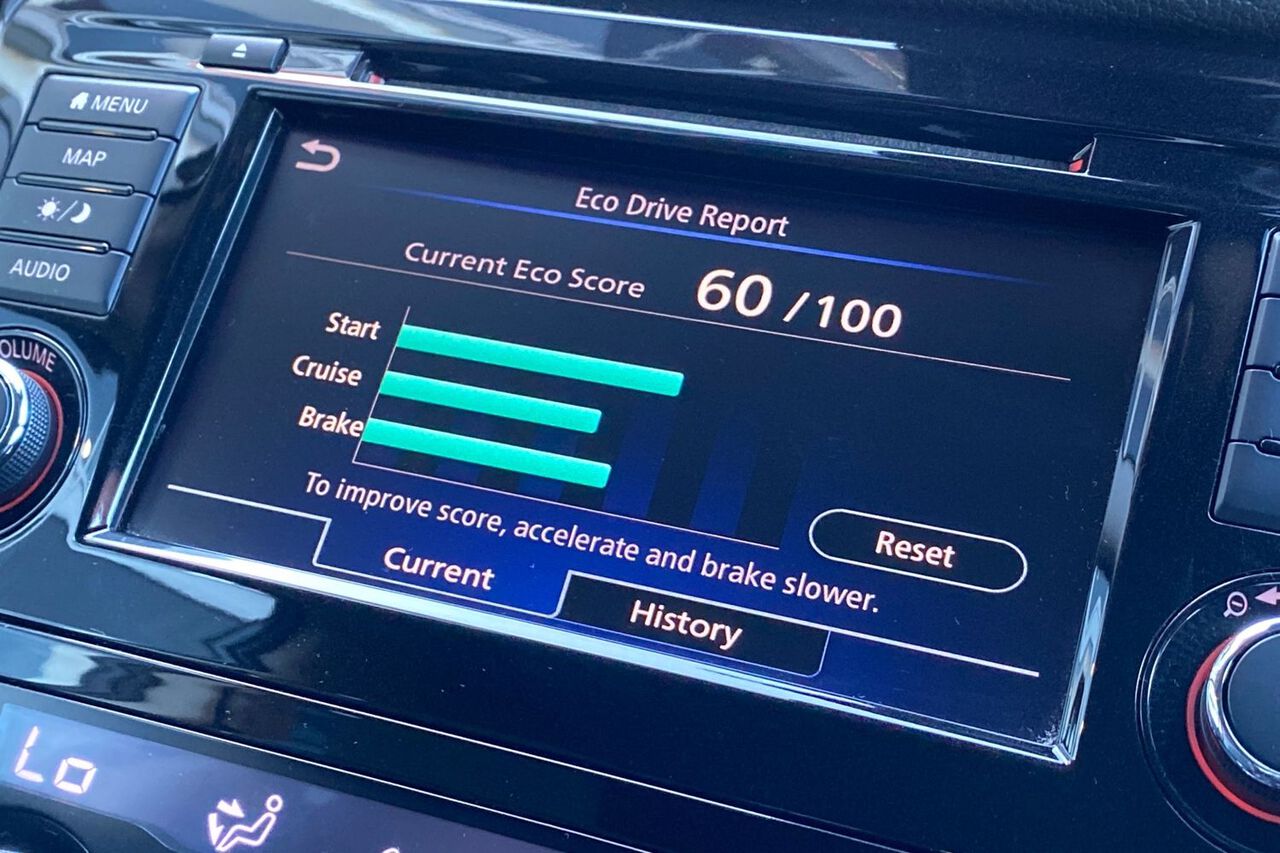 MENU
MAP
AUDIO
VOLUME
Eco Drive Report
Current Eco Score 60/100
Start
Cruise
Brake
To improve score, accelerate and brake slower.
Reset
Current
History
Lo